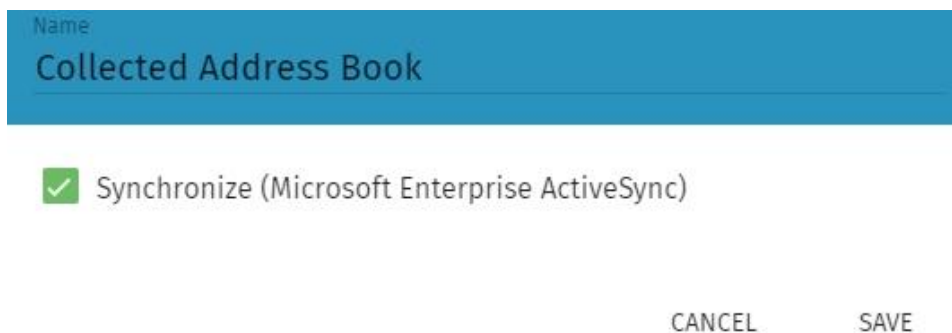 Name
Collected Address Book
Synchronize (Microsoft Enterprise ActiveSync)
CANCEL SAVE